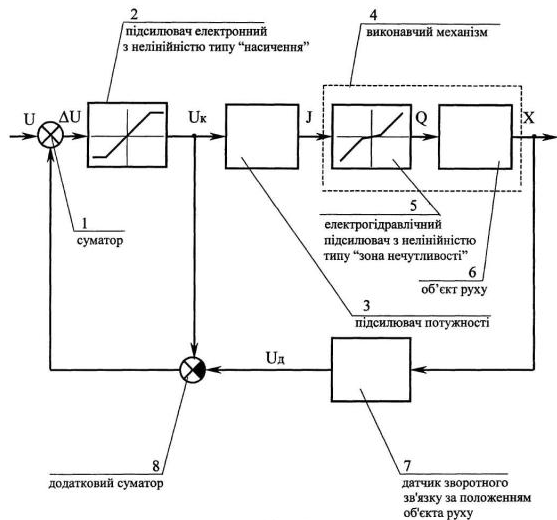 2
підсилювач електронний
з нелінійністю типу “насичення”
4
виконавчий механізм
U
ΔU
Uк
J
Q
X
1
суматор
5
електрогідравлічний
підсилювач з нелінійністю
типу “зона нечутливості”
6
об’єкт руху
3
підсилювач потужності
Uд
8
додатковий суматор
7
датчик зворотного
зв'язку за положенням
об'єкта руху